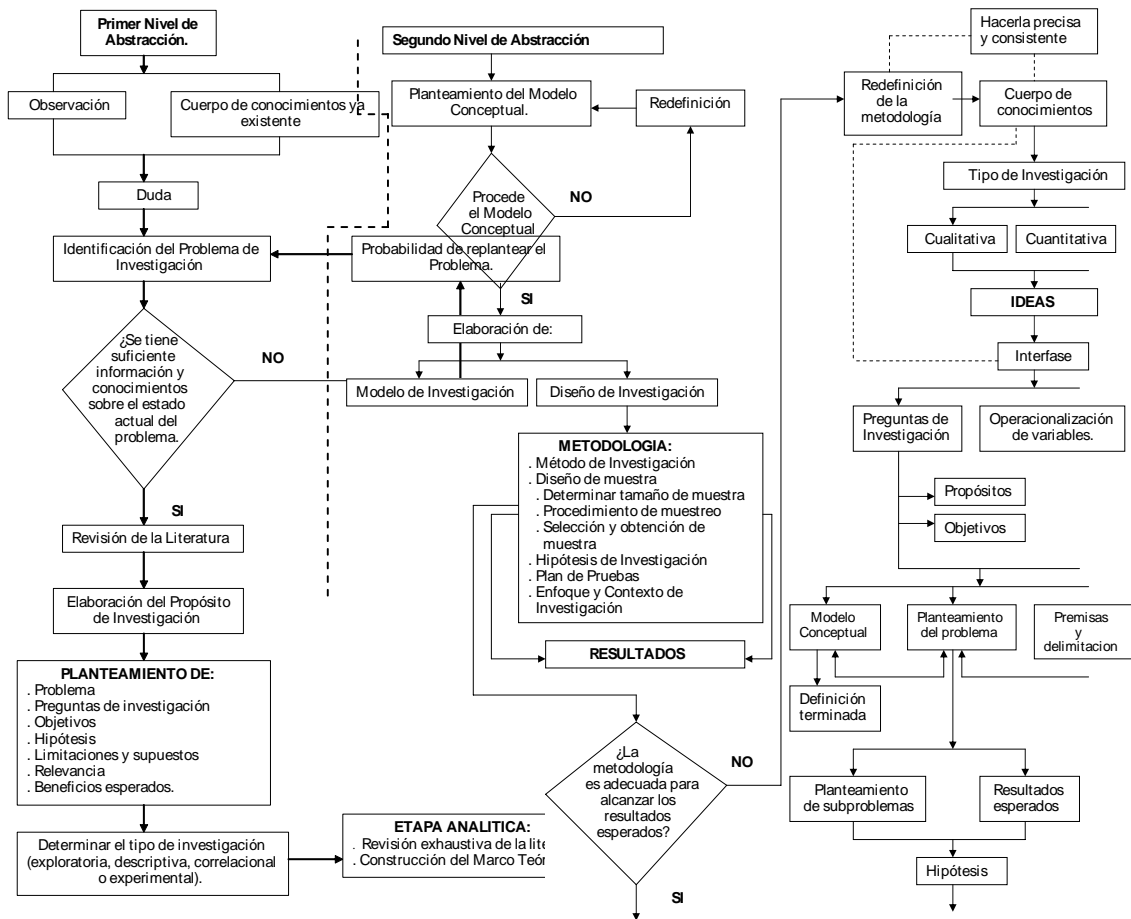 Primer Nivel de
Abstracción.
Observación
Cuerpo de conocimientos ya
existente
Duda
Identificación del Problema de
Investigación
¿Se tiene
suficiente
información y
conocimientos
sobre el estado
actual del
problema.
NO
SI
Revisión de la Literatura
Elaboración del Propósito
de Investigación
PLANTEAMIENTO DE:
. Problema
. Preguntas de investigación
. Objetivos
. Hipótesis
. Limitaciones y supuestos
. Relevancia
. Beneficios esperados.
Determinar el tipo de investigación
(exploratoria, descriptiva, correlacional
o experimental).
ETAPA ANALITICA:
. Revisión exhaustiva de la lite
. Construcción del Marco Teór
Segundo Nivel de Abstracción
Planteamiento del Modelo
Conceptual.
Redefinición
Procede
el Modelo
Conceptual
NO
Probabilidad de replantear el
Problema.
SI
Elaboración de:
Modelo de Investigación
Diseño de Investigación
METODOLOGIA:
. Método de Investigación
. Diseño de muestra
. Determinar tamaño de muestra
. Procedimiento de muestreo
. Selección y obtención de
muestra
. Hipótesis de Investigación
. Plan de Pruebas
. Enfoque y Contexto de
Investigación
RESULTADOS
¿La
metodología
es adecuada para
alcanzar los
resultados
esperados?
NO
SI
Hacerla precisa
y consistente
Redefinición
de la
metodología
Cuerpo de
conocimientos
Tipo de Investigación
Cualitativa
Cuantitativa
IDEAS
Interfase
Preguntas de
Investigación
Operacionalización
de variables.
Propósitos
Objetivos
Modelo
Conceptual
Planteamiento
del problema
Premisas
y
delimitacion
Definición
terminada
Planteamiento
de subproblemas
Resultados
esperados
Hipótesis